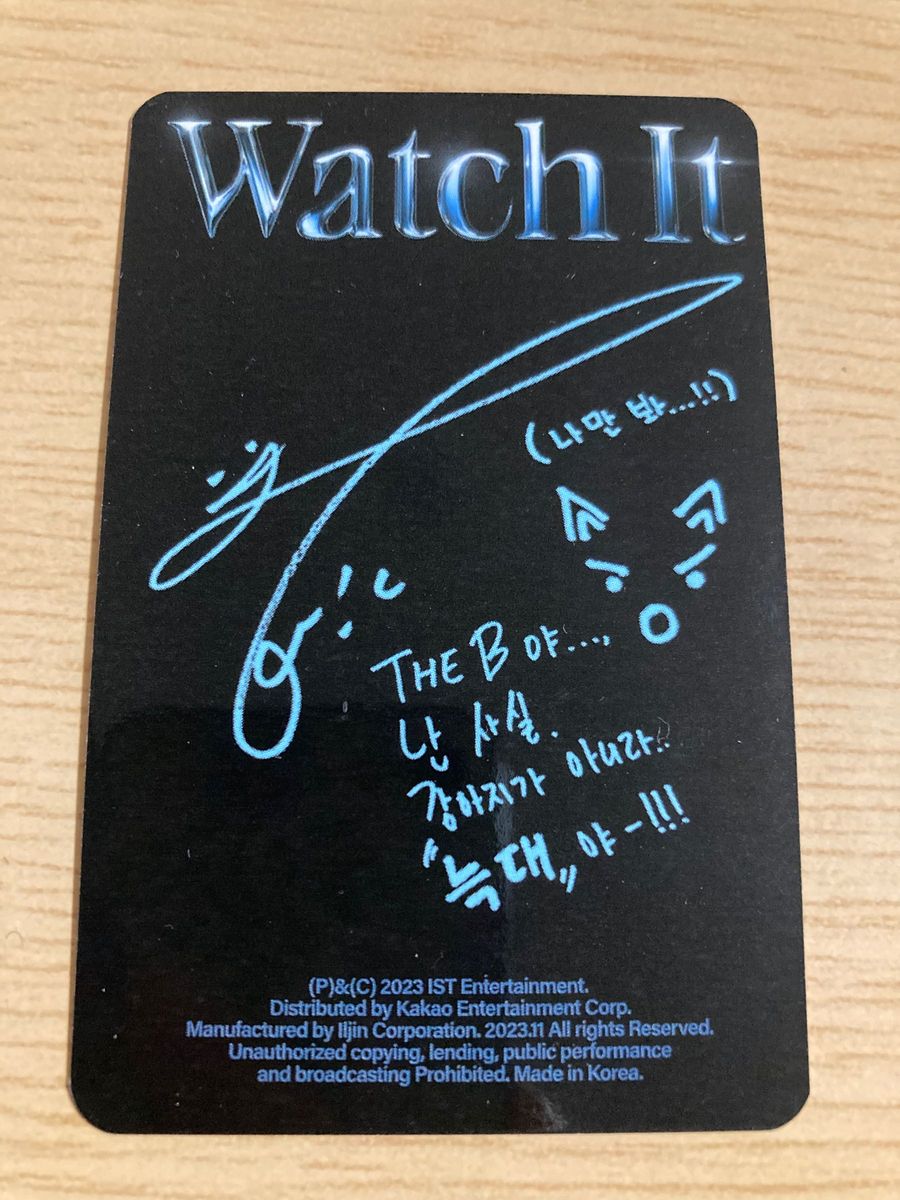 Watch It
(나만 봐...!!)
THE B야....
난 사실.
강아지가 아니라..
"늑대"야-!!!
(P)&(C) 2023 IST Entertainment.
Distributed by Kakao Entertainment Corp.
Manufactured by Iljin Corporation. 2023.11 All rights Reserved.
Unauthorized copying, lending, public performance
and broadcasting Prohibited. Made in Korea.